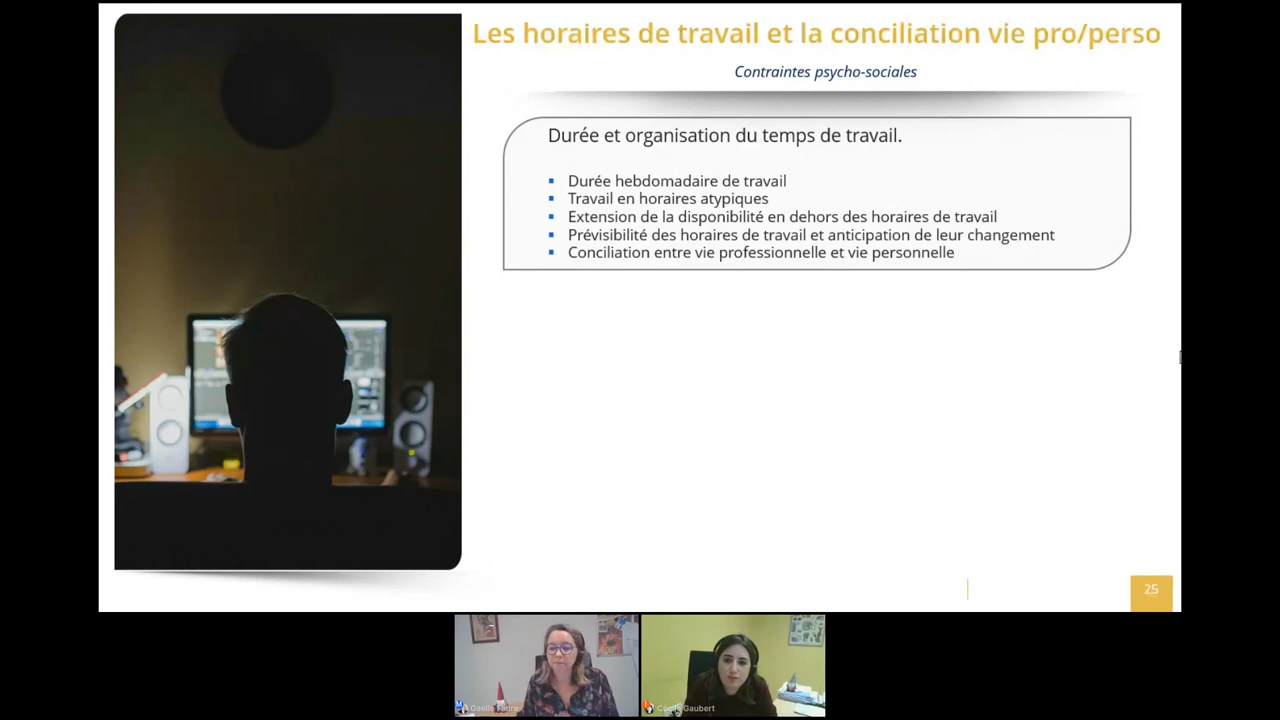 Les horaires de travail et la conciliation vie pro/perso
Contraintes psycho-sociales
Durée et organisation du temps de travail.
Durée hebdomadaire de travail
Travail en horaires atypiques
Extension de la disponibilité en dehors des horaires de travail
Prévisibilité des horaires de travail et anticipation de leur changement
Conciliation entre vie professionnelle et vie personnelle
25
Gaelle
Gaubert